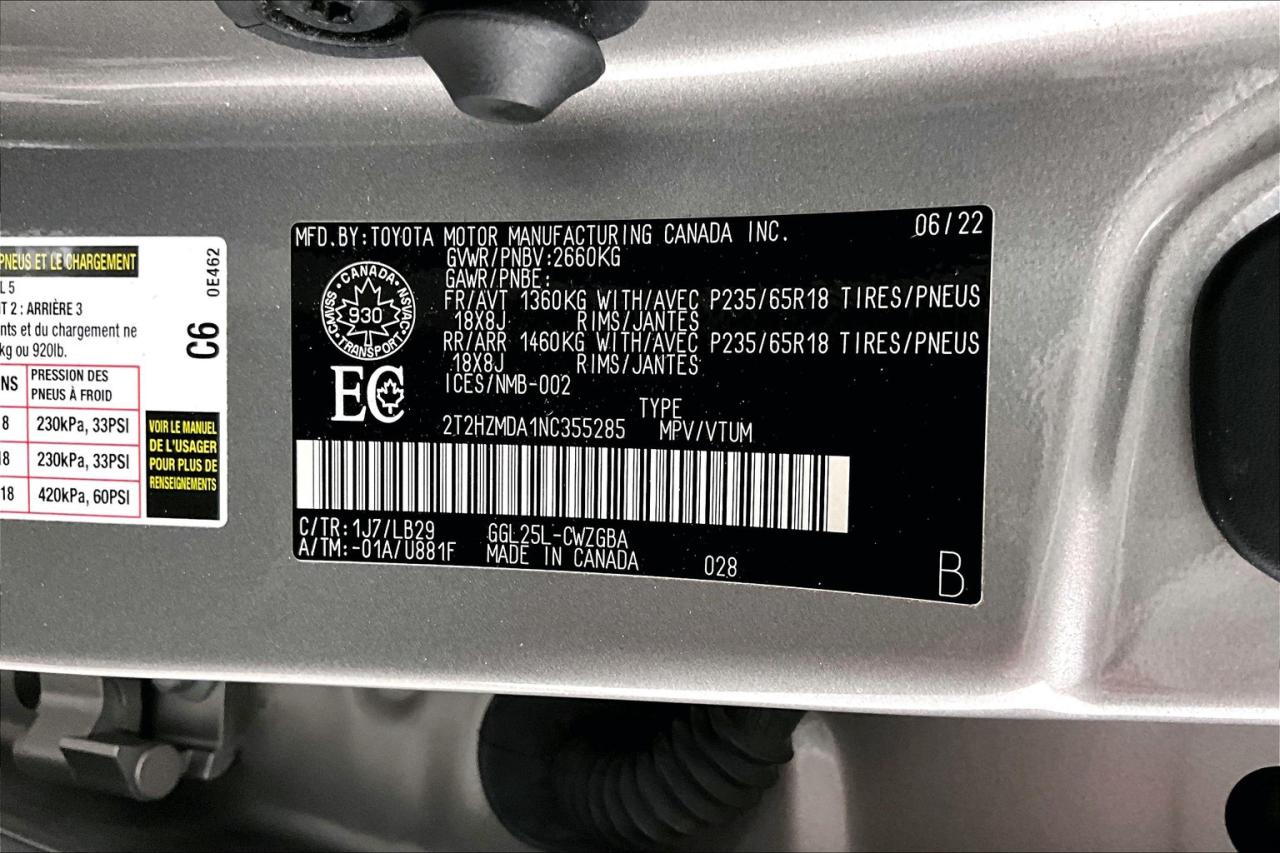 PNEUS ET LE CHARGEMENT
L 5
T 2 : ARRIÈRE 3
nts et du chargement ne
kg ou 920lb.
NS
PRESSION DES
PNEUS À FROID
8
230kPa, 33PSI
18
230kPa, 33PSI
18
420kPa, 60PSI
0E462
C6
VOIR LE MANUEL
DE L'USAGER
POUR PLUS DE
RENSEIGNEMENTS
MFD.BY:TOYOTA MOTOR MANUFACTURING CANADA INC. 06/22
GVWR/PNBV:2660KG
GAWR/PNBE:
FR/AVT 1360KG WITH/AVEC P235/65R18 TIRES/PNEUS
18X8J RIMS/JANTES
RR/ARR 1460KG WITH/AVEC P235/65R18 TIRES/PNEUS
18X8J RIMS/JANTES
ICES/NMB-002
CANADA
CMVSS 930 NSVAC
TRANSPORT
EC
TYPE
2T2HZMDA1NC355285 MPV/VTUM
C/TR:1J7/LB29 GGL25L-CWZGBA
A/TM:-01A/U881F MADE IN CANADA 028
B